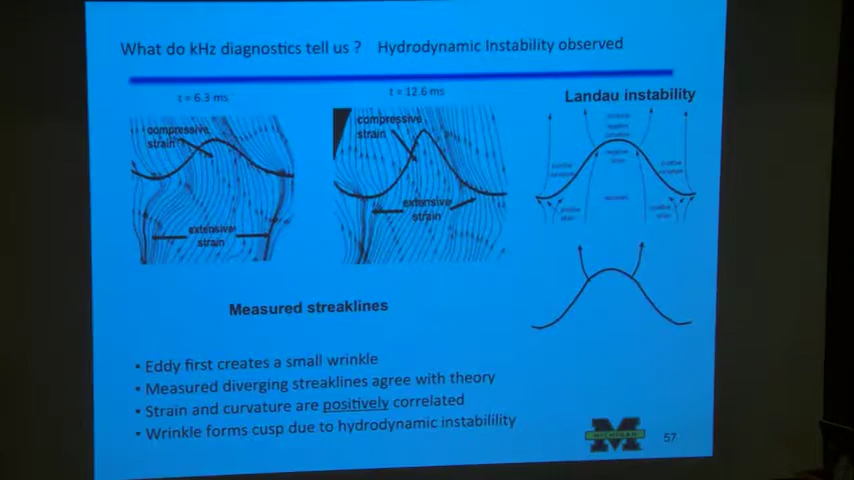 What do kHz diagnostics tell us ?    Hydrodynamic Instability observed
t = 6.3 ms
t = 12.6 ms
Landau instability
compressive
strain
compressive
strain
extensive
strain
extensive
strain
Measured streaklines
• Eddy first creates a small wrinkle
• Measured diverging streaklines agree with theory
• Strain and curvature are positively correlated
• Wrinkle forms cusp due to hydrodynamic instabilility
MICHIGAN
57